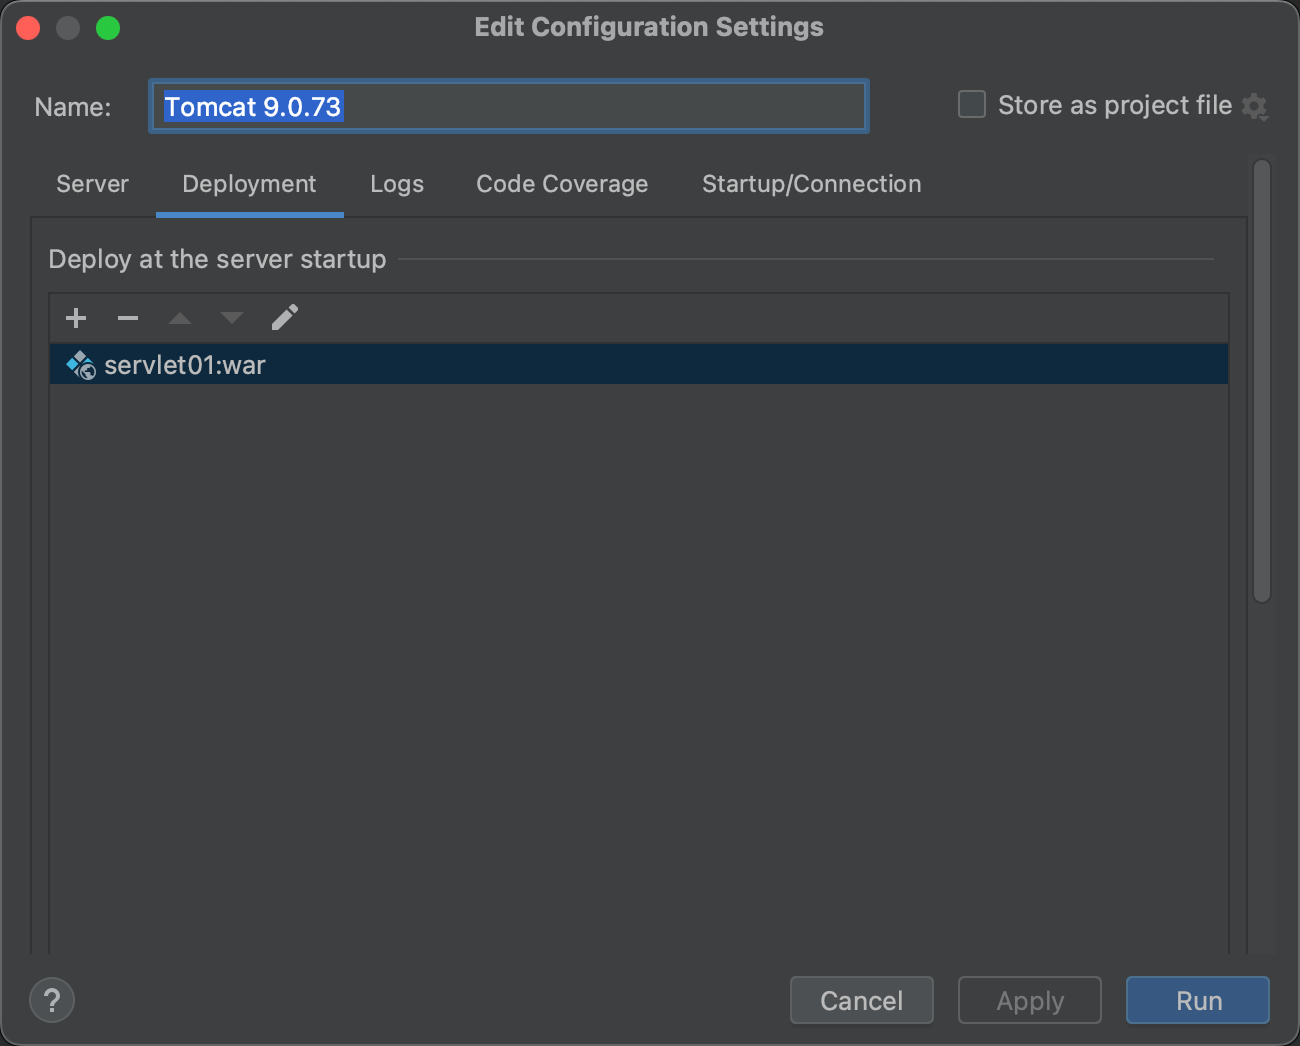 Edit Configuration Settings
Name: Tomcat 9.0.73 Store as project file
Server Deployment Logs Code Coverage Startup/Connection
Deploy at the server startup
servlet01:war
? Cancel Apply Run